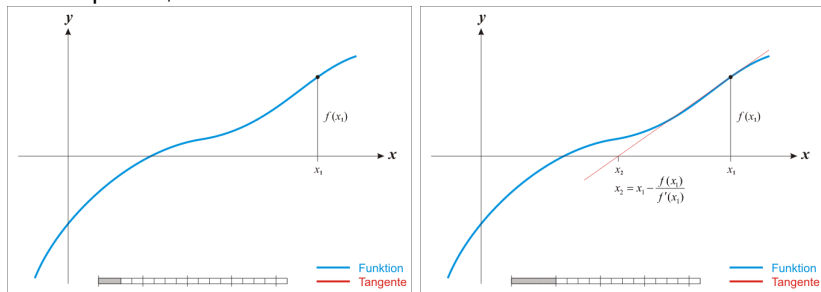 y
f(x₁)
x
x₁
Funktion
Tangente
y
f(x₁)
x
x₂
x₁
x₂ = x₁ - f(x₁)/f'(x₁)
Funktion
Tangente